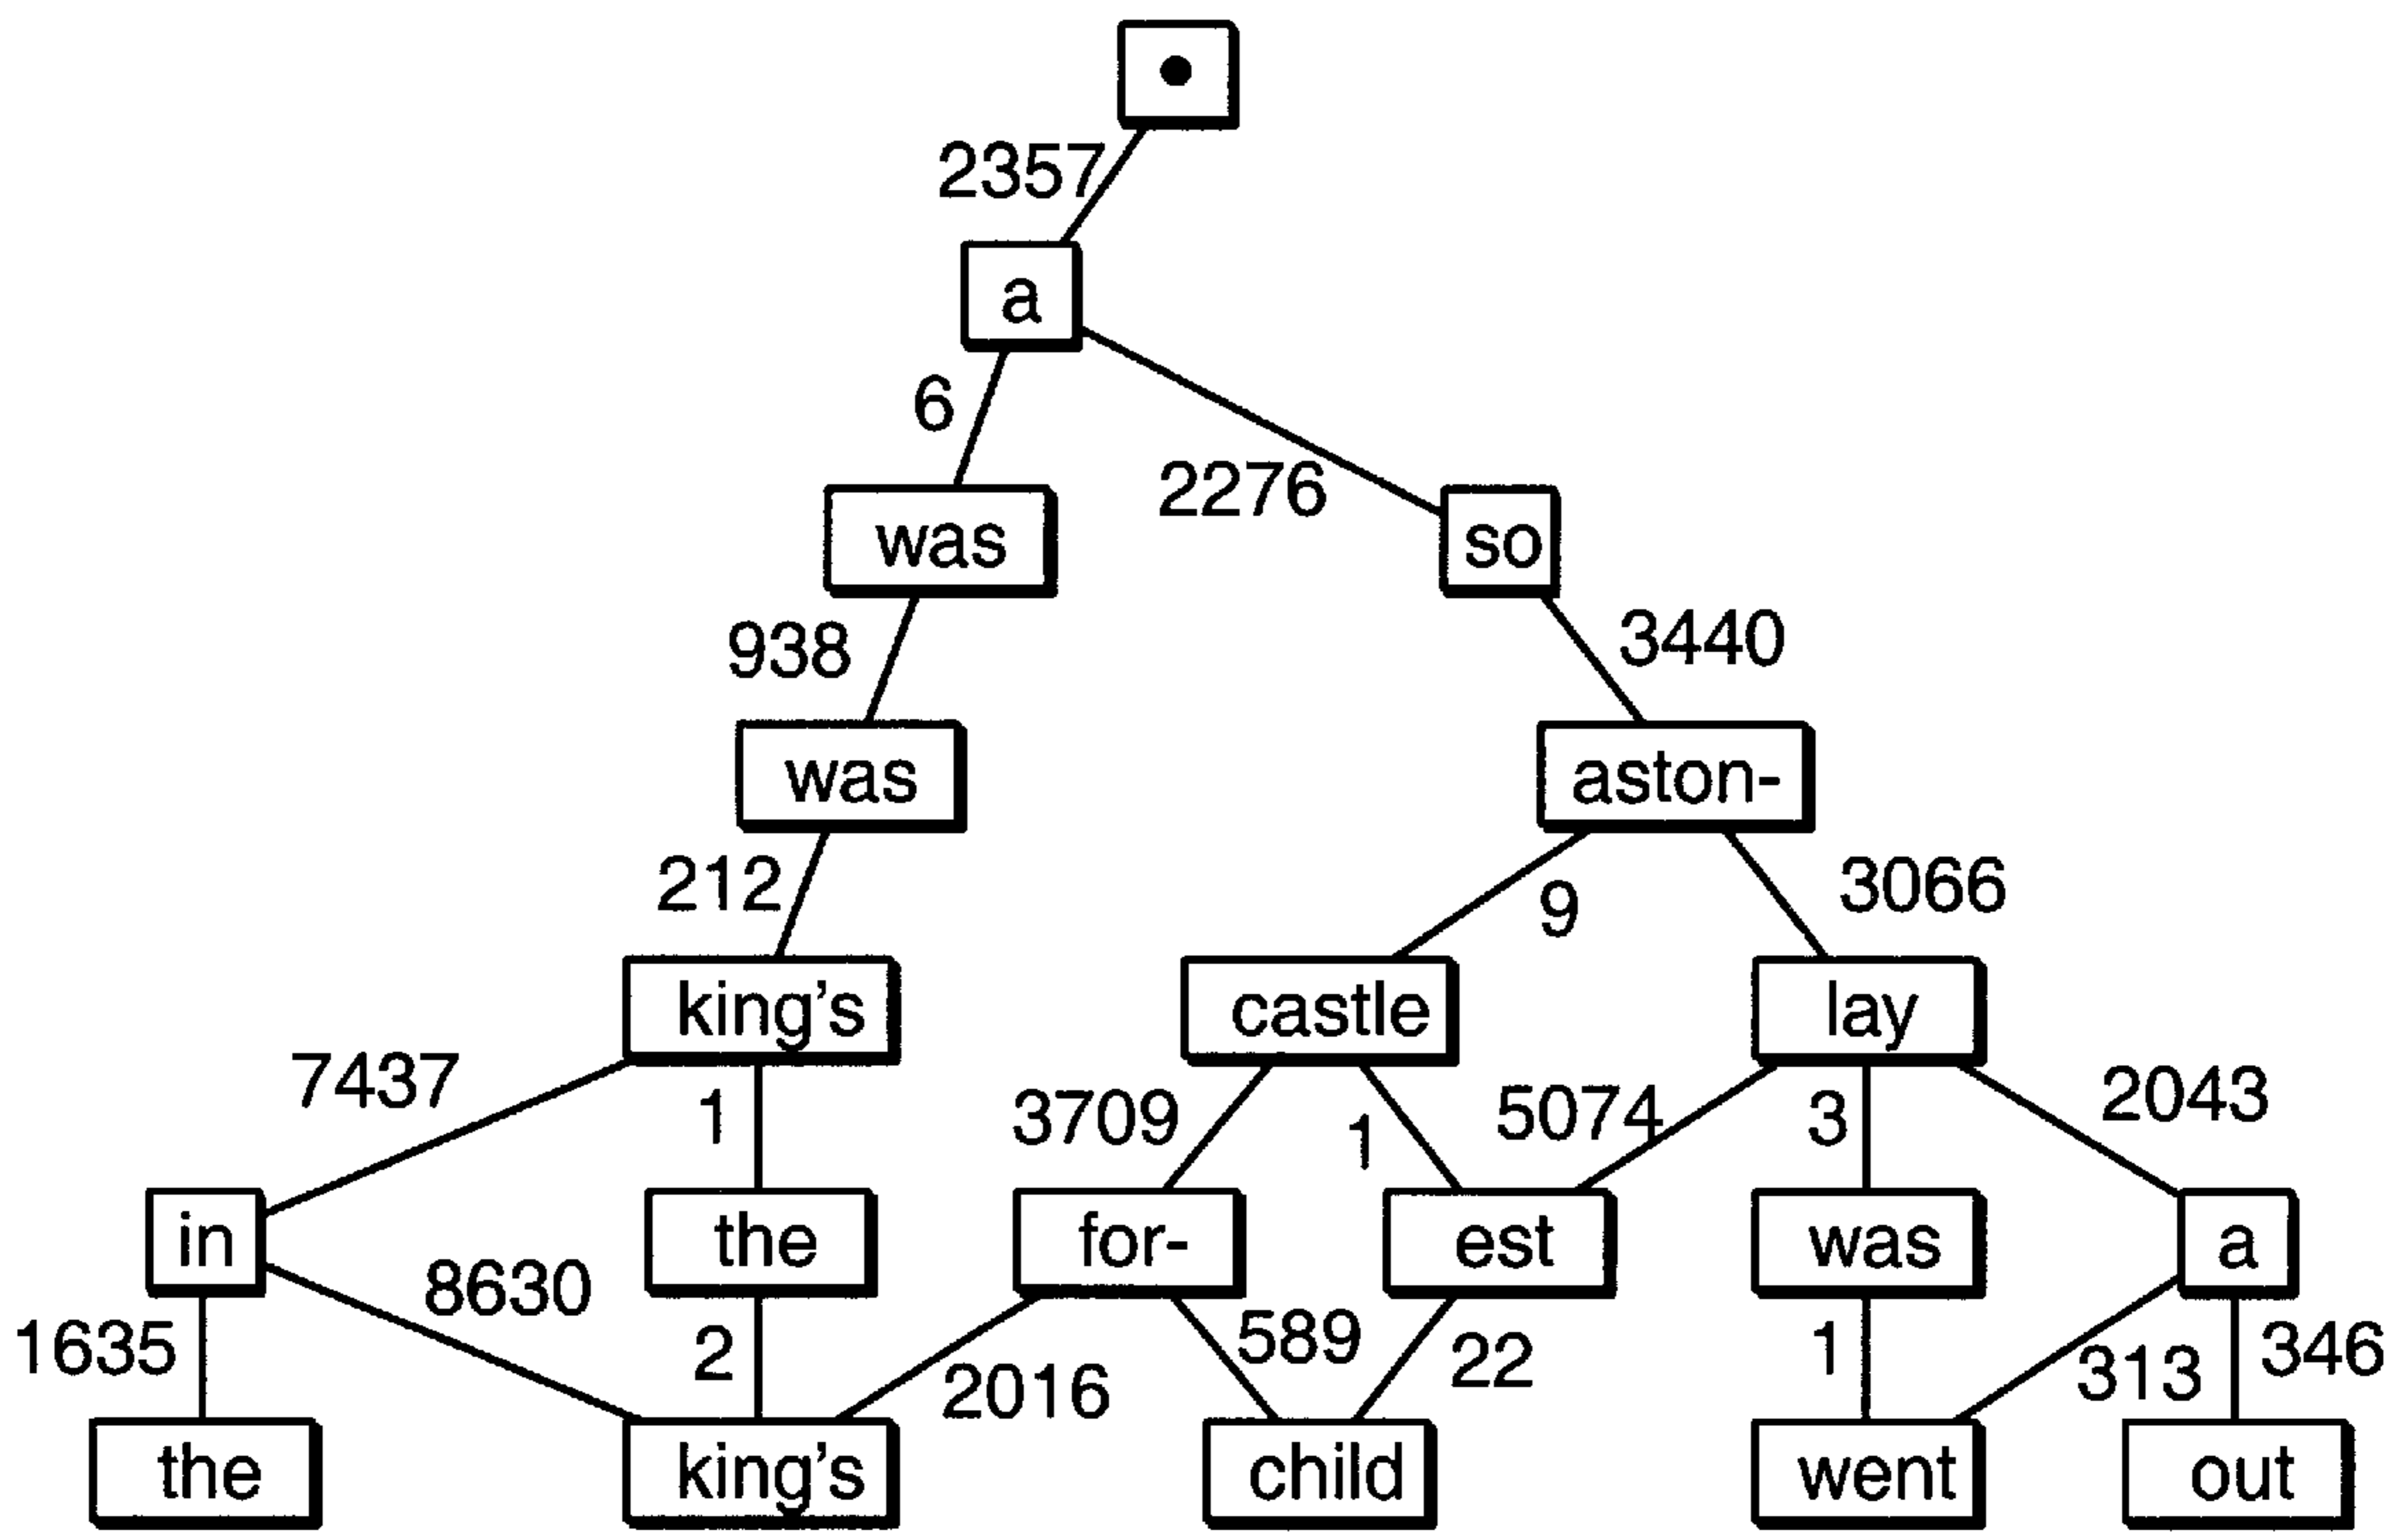 2357
a
6
2276
was
so
938
3440
was
aston-
212
9
3066
king's
castle
lay
7437
1
3709
1
5074
3
2043
in
the
for-
est
was
a
8630
1635
2
2016
589
22
1
313
346
the
king's
child
went
out